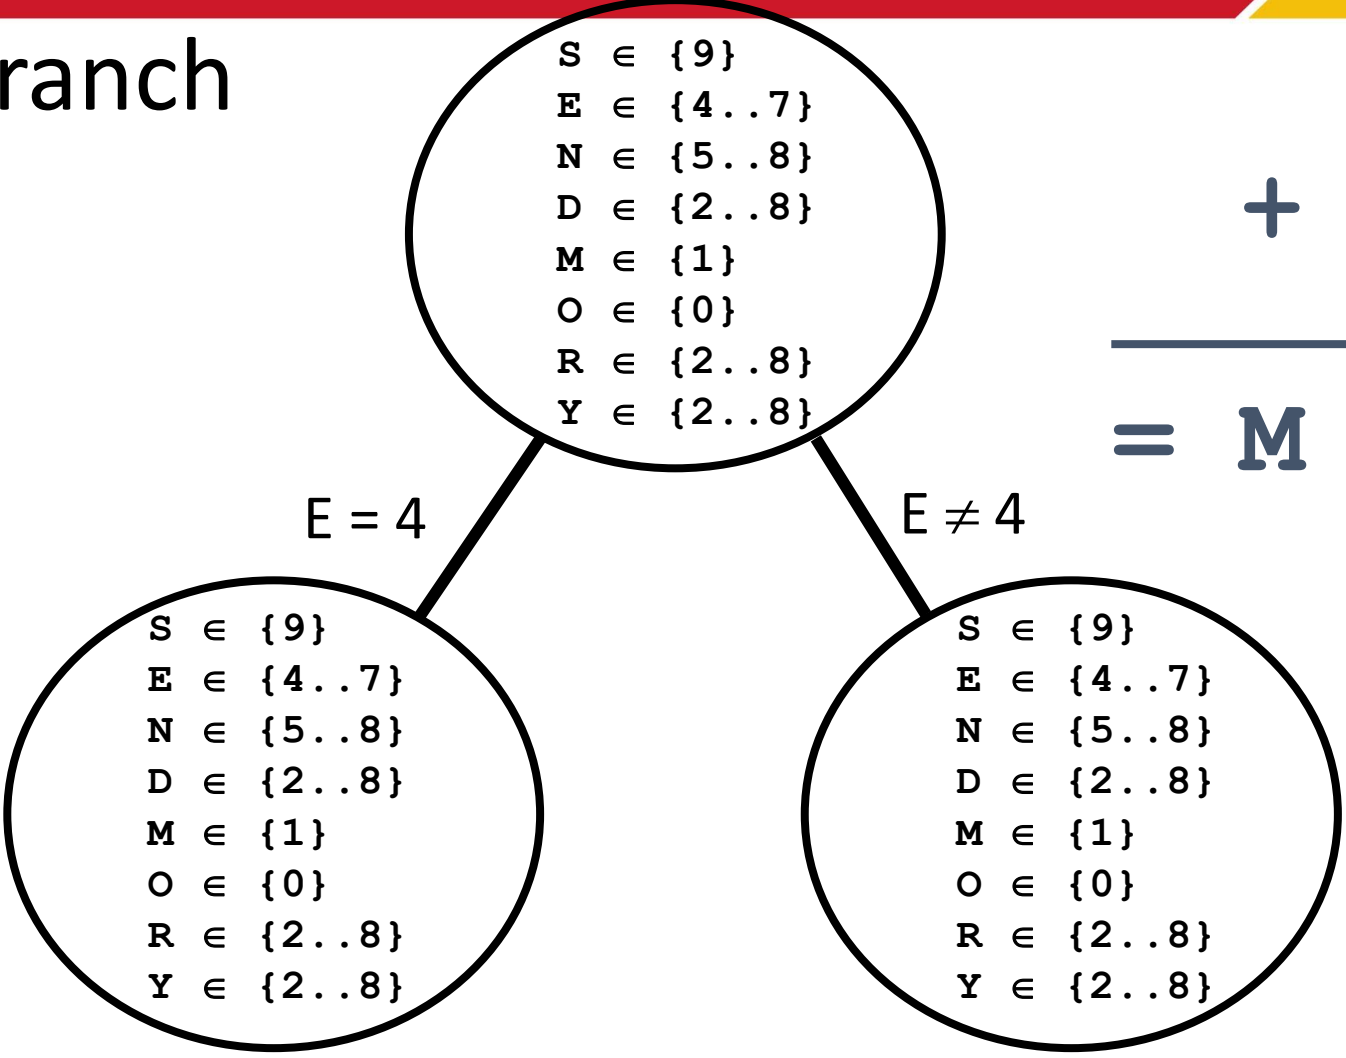 ranch
S ∈ {9}
E ∈ {4..7}
N ∈ {5..8}
D ∈ {2..8}
M ∈ {1}
O ∈ {0}
R ∈ {2..8}
Y ∈ {2..8}
+
= M
E = 4
E ≠ 4
S ∈ {9}
E ∈ {4..7}
N ∈ {5..8}
D ∈ {2..8}
M ∈ {1}
O ∈ {0}
R ∈ {2..8}
Y ∈ {2..8}
S ∈ {9}
E ∈ {4..7}
N ∈ {5..8}
D ∈ {2..8}
M ∈ {1}
O ∈ {0}
R ∈ {2..8}
Y ∈ {2..8}